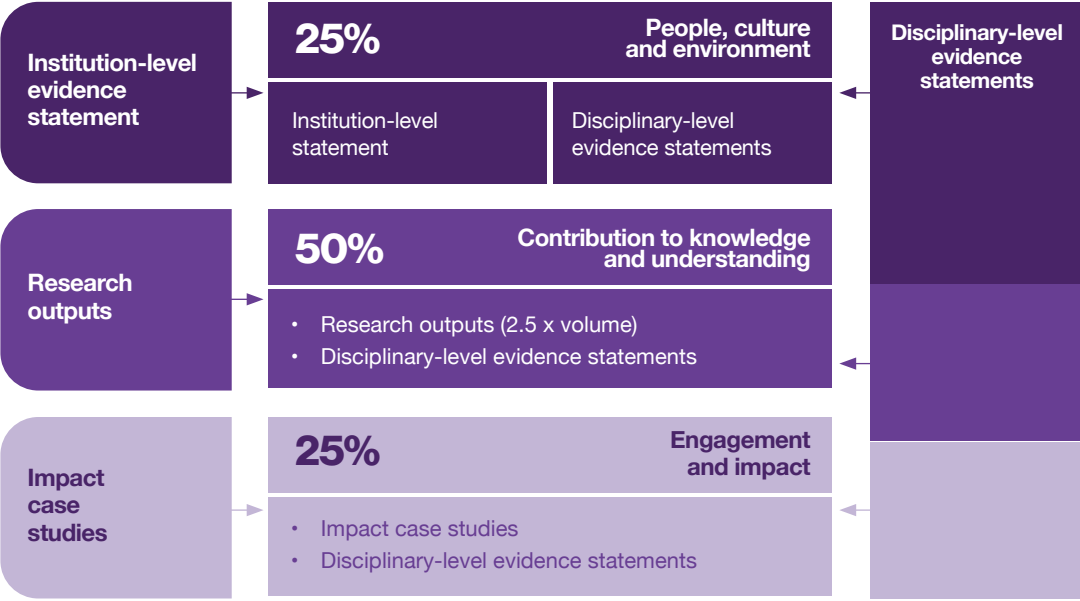 Institution-level
evidence
statement
25%
People, culture
and environment
Institution-level
statement
Disciplinary-level
evidence statements
Disciplinary-level
evidence
statements
Research
outputs
50%
Contribution to knowledge
and understanding
• Research outputs (2.5 x volume)
• Disciplinary-level evidence statements
Impact
case
studies
25%
Engagement
and impact
• Impact case studies
• Disciplinary-level evidence statements